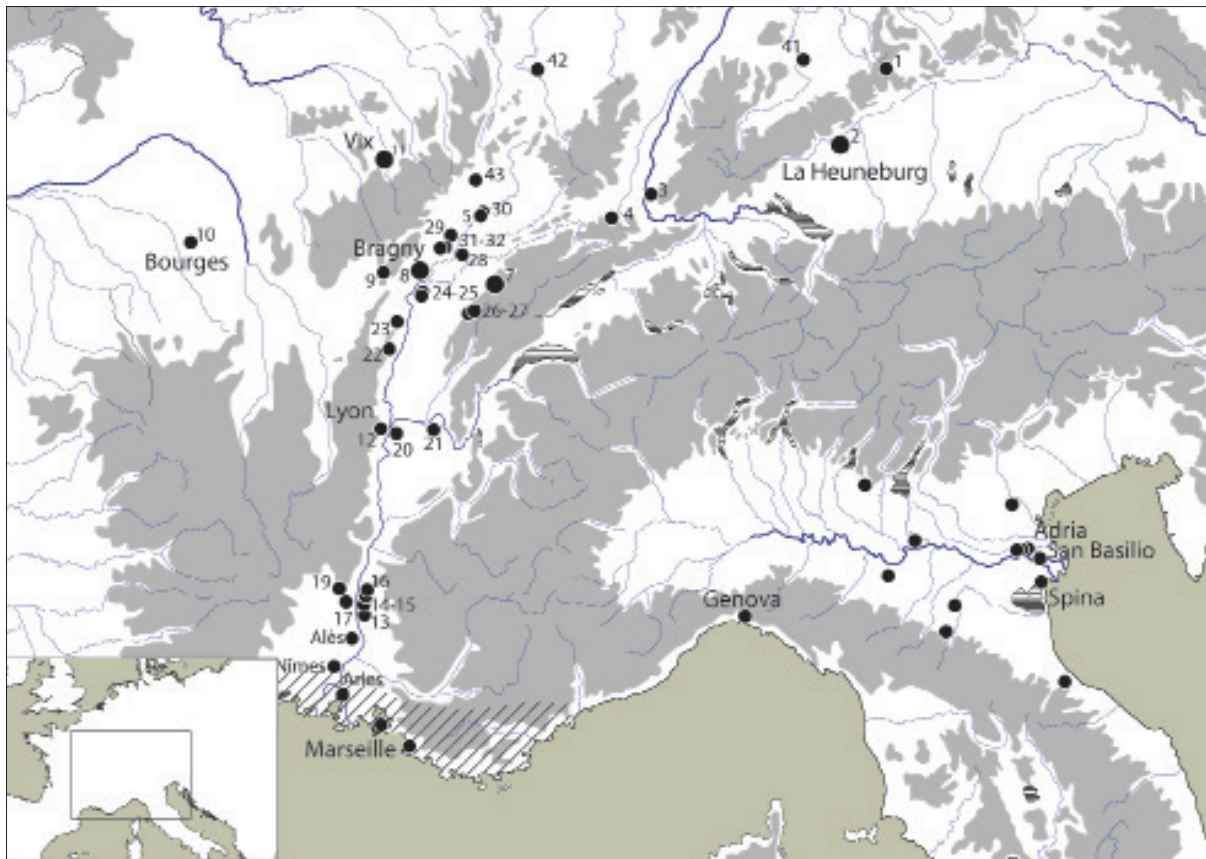 42
41
1
Vix 11
2
La Heuneburg
43
3
5 30
4
29
10
Bourges
Bragny
31-32
28
9
8
7
24-25
26-27
23
22
Lyon
12
20
21
Adria
San Basilio
19
16
14-15
17
13
Spina
Genova
Alès
Nîmes
Arles
Marseille